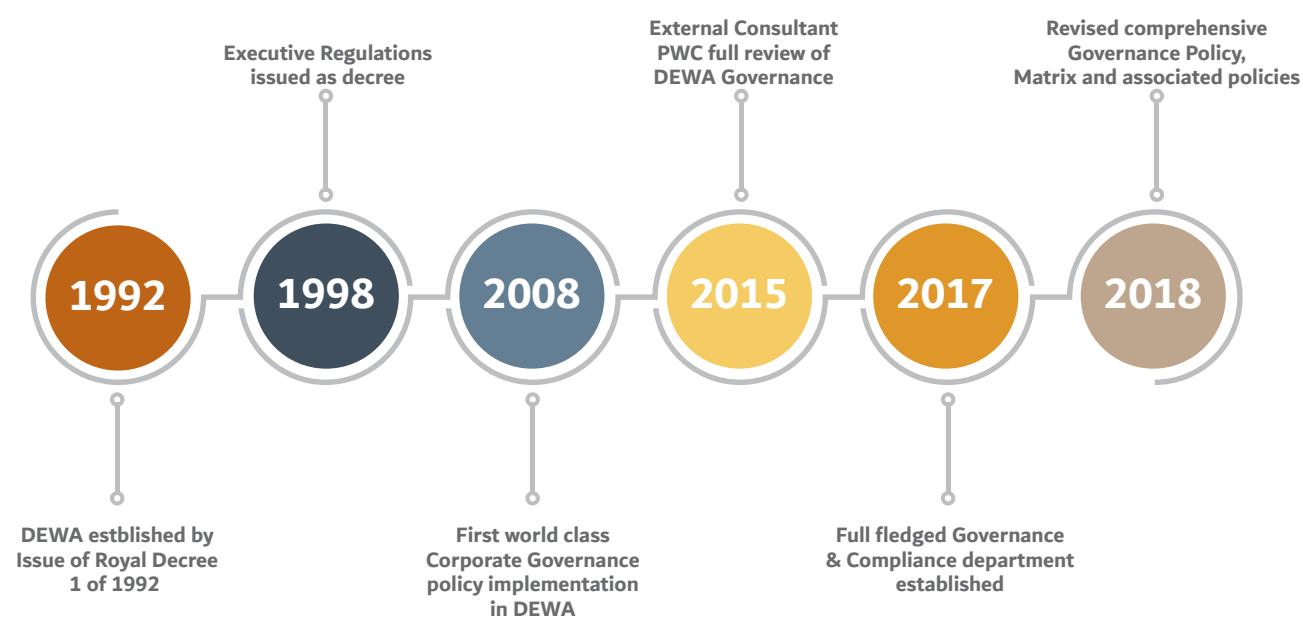 Executive Regulations
issued as decree
External Consultant
PWC full review of
DEWA Governance
Revised comprehensive
Governance Policy,
Matrix and associated policies
1992
1998
2008
2015
2017
2018
DEWA estblished by
Issue of Royal Decree
1 of 1992
First world class
Corporate Governance
policy implementation
in DEWA
Full fledged Governance
& Compliance department
established